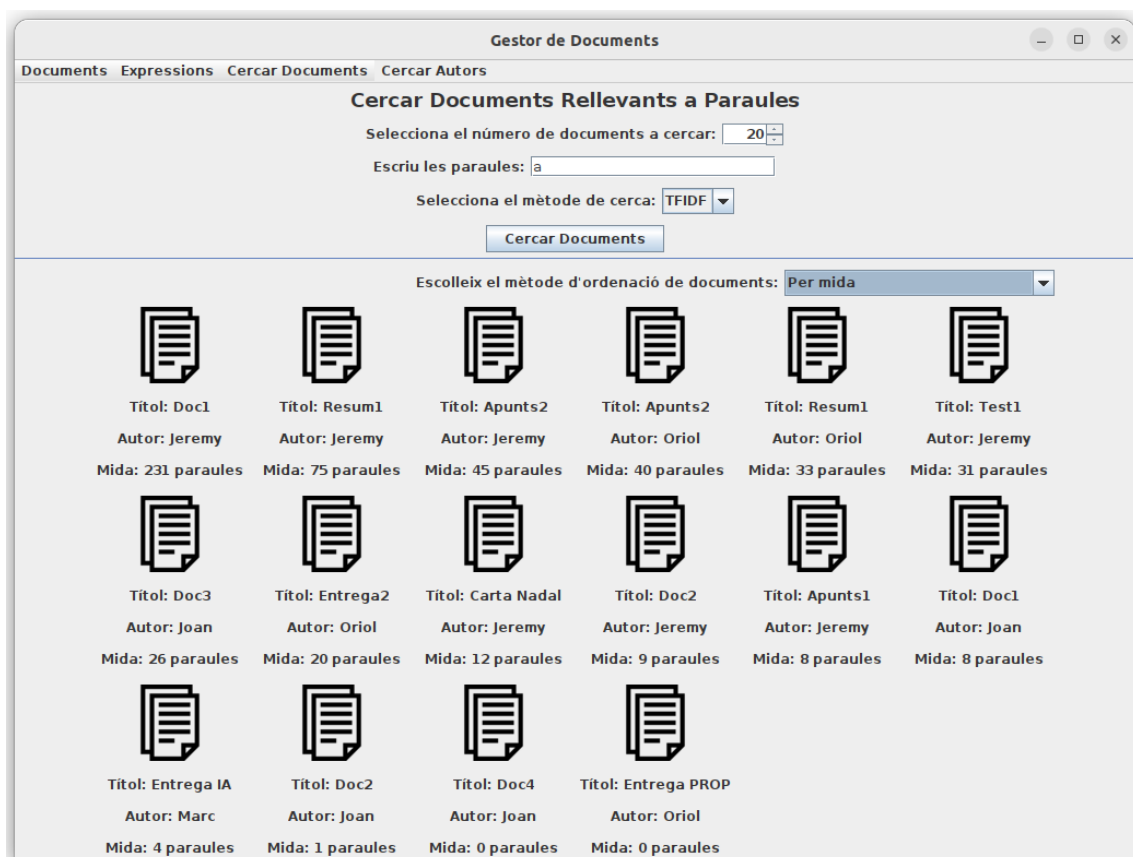 Gestor de Documents
Documents Expressions Cercar Documents Cercar Autors
Cercar Documents Rellevants a Paraules
Selecciona el número de documents a cercar: 20
Escriu les paraules: a
Selecciona el mètode de cerca: TFIDF
Cercar Documents
Escolleix el mètode d'ordenació de documents: Per mida
Títol: Doc1 Títol: Resum1 Títol: Apunts2 Títol: Apunts2 Títol: Resum1 Títol: Test1
Autor: Jeremy Autor: Jeremy Autor: Jeremy Autor: Oriol Autor: Oriol Autor: Jeremy
Mida: 231 paraules Mida: 75 paraules Mida: 45 paraules Mida: 40 paraules Mida: 33 paraules Mida: 31 paraules
Títol: Doc3 Títol: Entrega2 Títol: Carta Nadal Títol: Doc2 Títol: Apunts1 Títol: Doc1
Autor: Joan Autor: Oriol Autor: Jeremy Autor: Jeremy Autor: Jeremy Autor: Joan
Mida: 26 paraules Mida: 20 paraules Mida: 12 paraules Mida: 9 paraules Mida: 8 paraules Mida: 8 paraules
Títol: Entrega IA Títol: Doc2 Títol: Doc4 Títol: Entrega PROP
Autor: Marc Autor: Joan Autor: Joan Autor: Oriol
Mida: 4 paraules Mida: 1 paraules Mida: 0 paraules Mida: 0 paraules